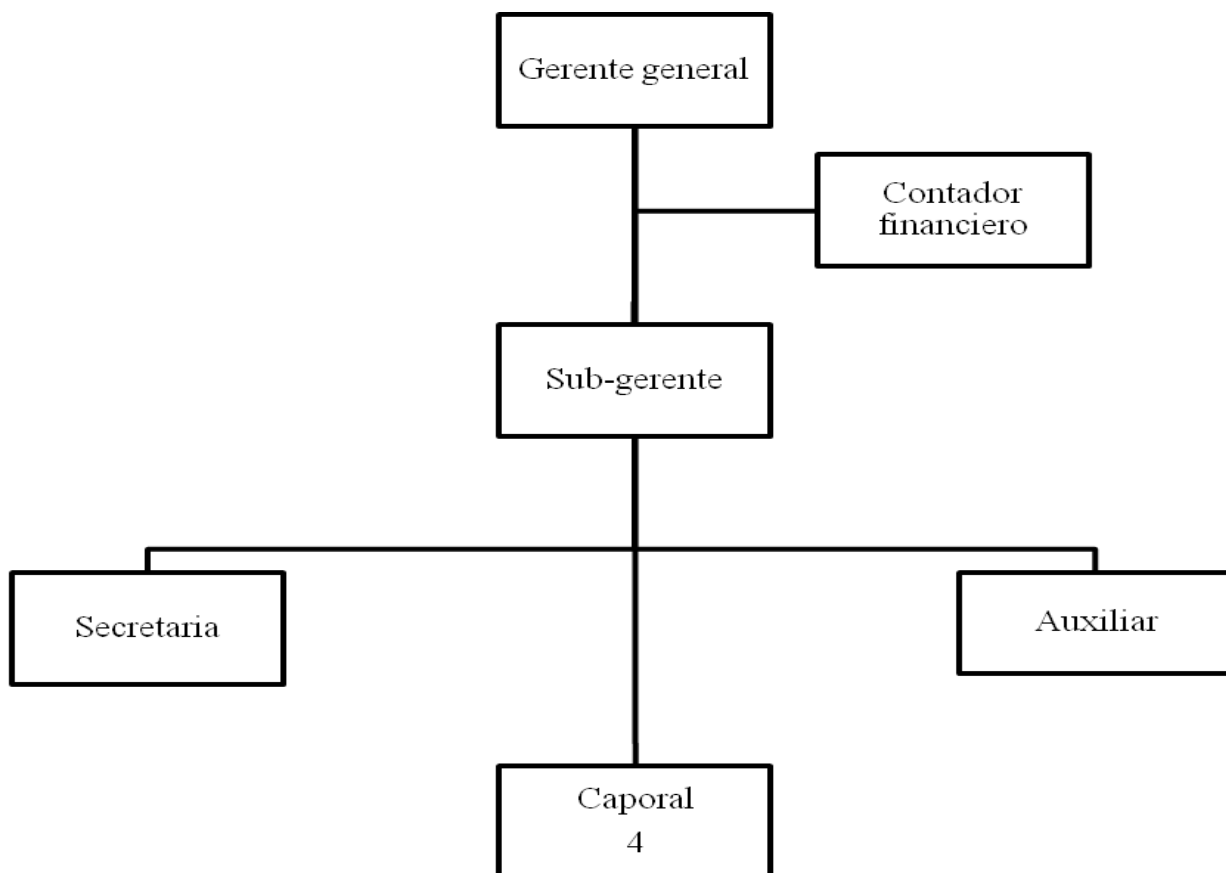 Gerente general
Contador
financiero
Sub-gerente
Secretaria
Auxiliar
Caporal
4